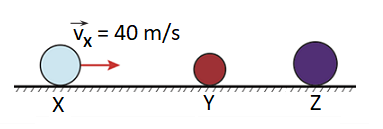 v⃗ₓ = 40 m/s
X Y Z